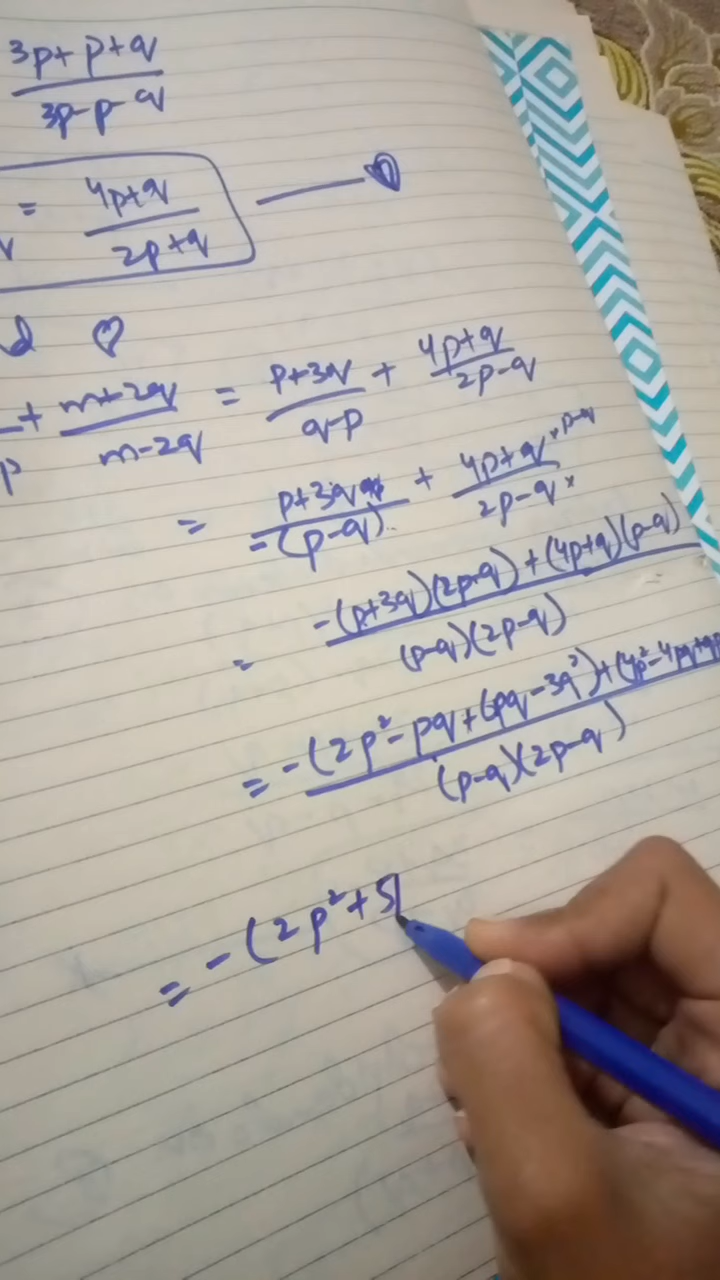 3p+p+q / 3p-p-q
= 4p+q / 2p+q
+ m+2q / m-2q = p+3q / q-p + 4p+q / 2p-q
= p+3q / -(p-q) + 4p+q / 2p-q × p-q
= -(p+3q)(2p-q)+(4p+q)(p-q) / (p-q)(2p-q)
= -(2p²-pq+6pq-3q²)+(4p²-4pq+q / (p-q)(2p-q)
= -(2p²+5